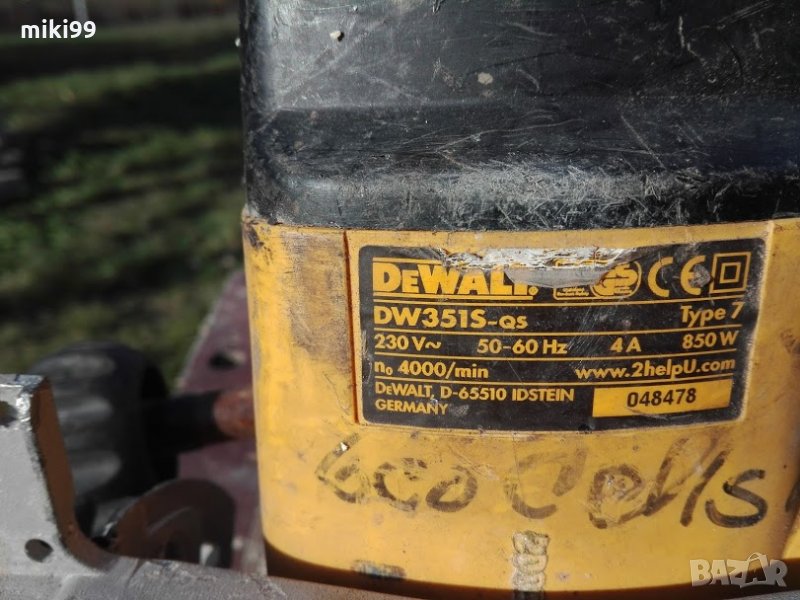 miki99
DEWALT®
CE
DW351S-QS Type 7
230 V~ 50-60 Hz 4 A 850 W
n₀ 4000/min www.2helpU.com
DEWALT, D-65510 IDSTEIN
GERMANY
048478
BAZAR